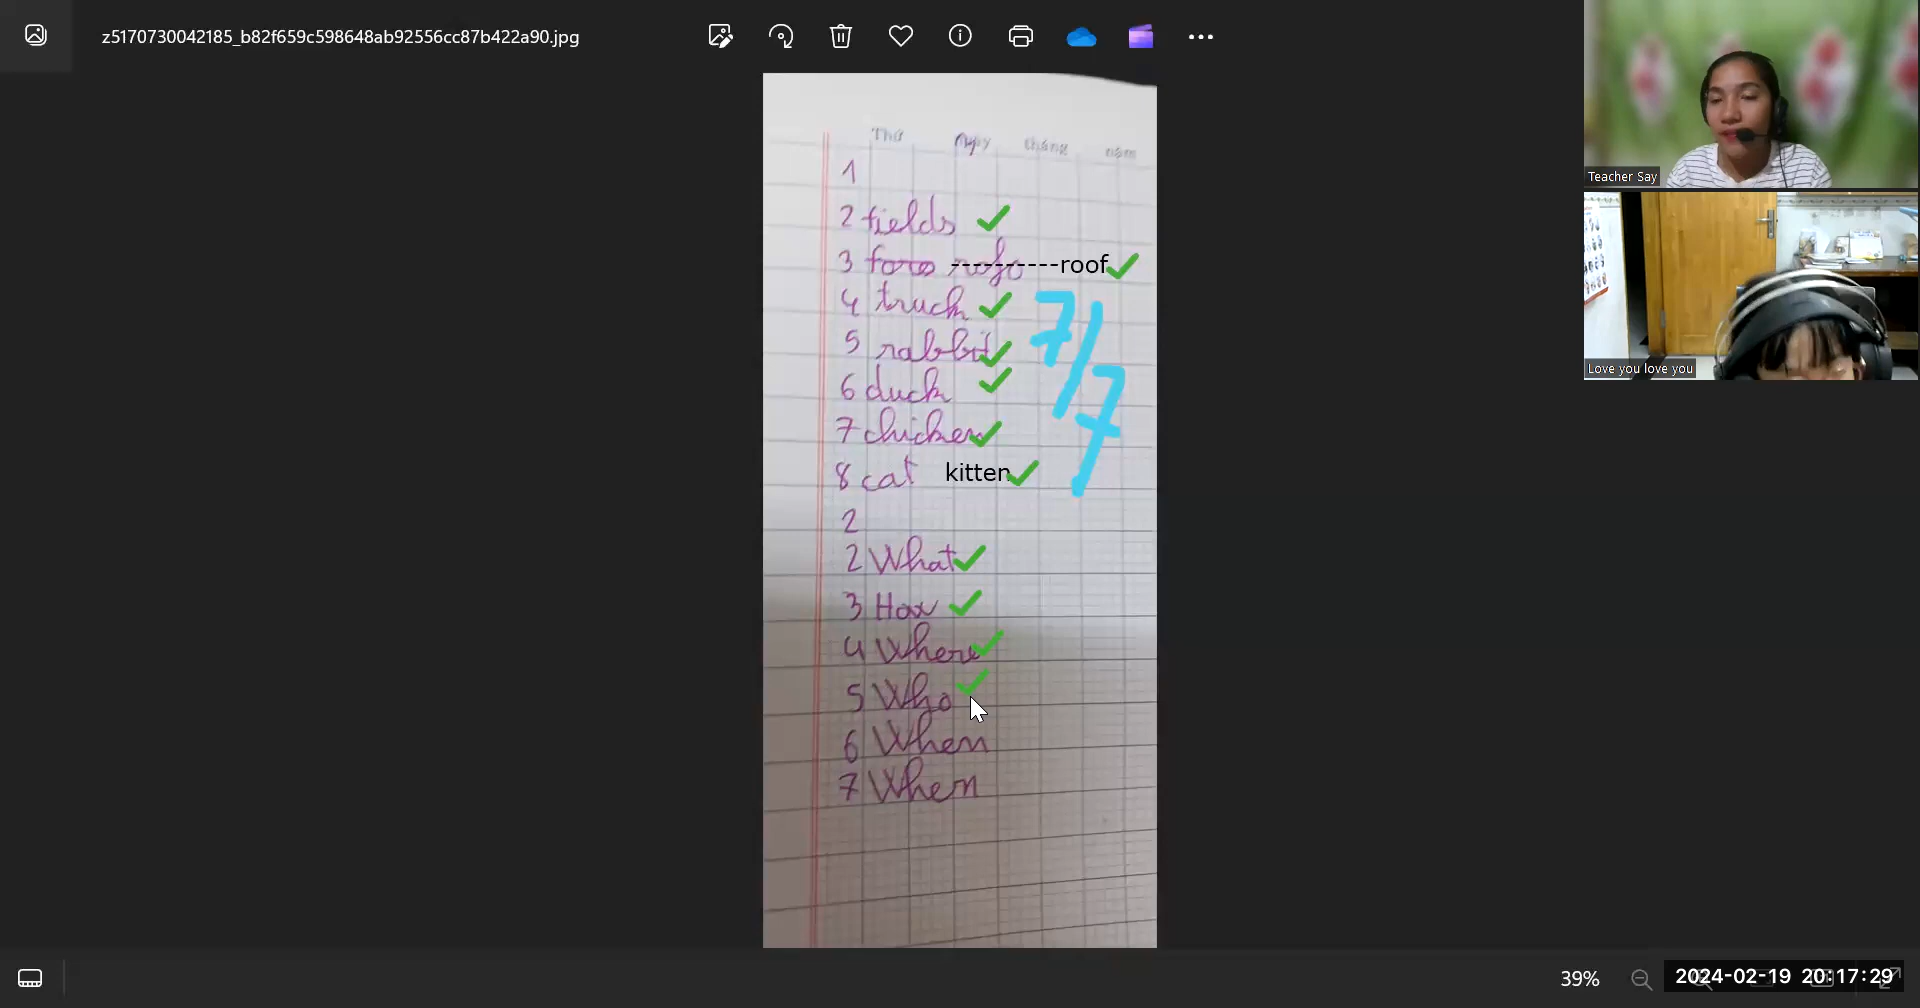 z5170730042185_b82f659c598648ab92556cc87b422a90.jpg
Thứ Ngày tháng năm
1
2 fields
3 roof
4 truck
5 rabbit
6 duck
7 chicken
8 cat kitten
7/7
2
2 What
3 How
4 Where
5 Who
6 When
7 When
Teacher Say
Love you love you
39%
2024-02-19 20:17:29